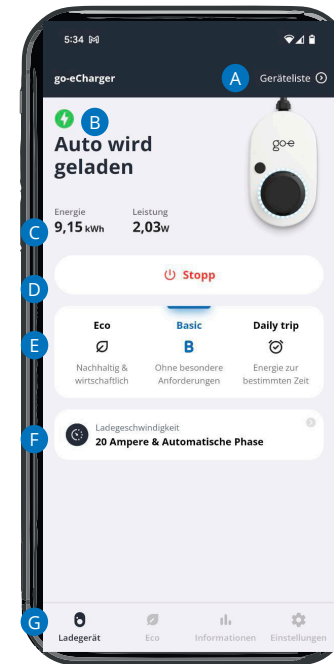 5:34
go-eCharger
A
Geräteliste
B
Auto wird
geladen
go-e
Energie
Leistung
C
9,15 kWh
2,03w
D
Stopp
Eco
Basic
Daily trip
E
B
Nachhaltig &
wirtschaftlich
Ohne besondere
Anforderungen
Energie zur
bestimmten Zeit
F
Ladegeschwindigkeit
20 Ampere & Automatische Phase
G
Ladegerät
Eco
Informationen
Einstellungen